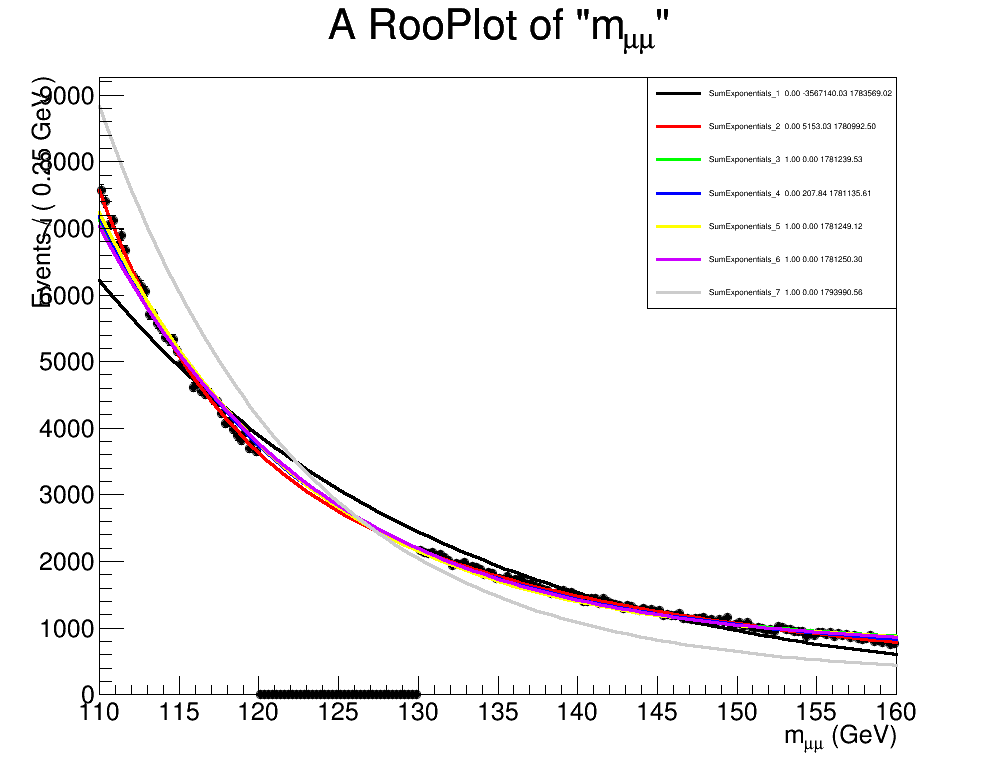 A RooPlot of "mμμ"
Events / ( 0.25 GeV )
9000
8000
7000
6000
5000
4000
3000
2000
1000
0
110 115 120 125 130 135 140 145 150 155 160
mμμ (GeV)
SumExponentials_1 0.00 -3567140.03 1783569.02
SumExponentials_2 0.00 5153.03 1780992.50
SumExponentials_3 1.00 0.00 1781239.53
SumExponentials_4 0.00 207.84 1781135.61
SumExponentials_5 1.00 0.00 1781249.12
SumExponentials_6 1.00 0.00 1781250.30
SumExponentials_7 1.00 0.00 1793990.56